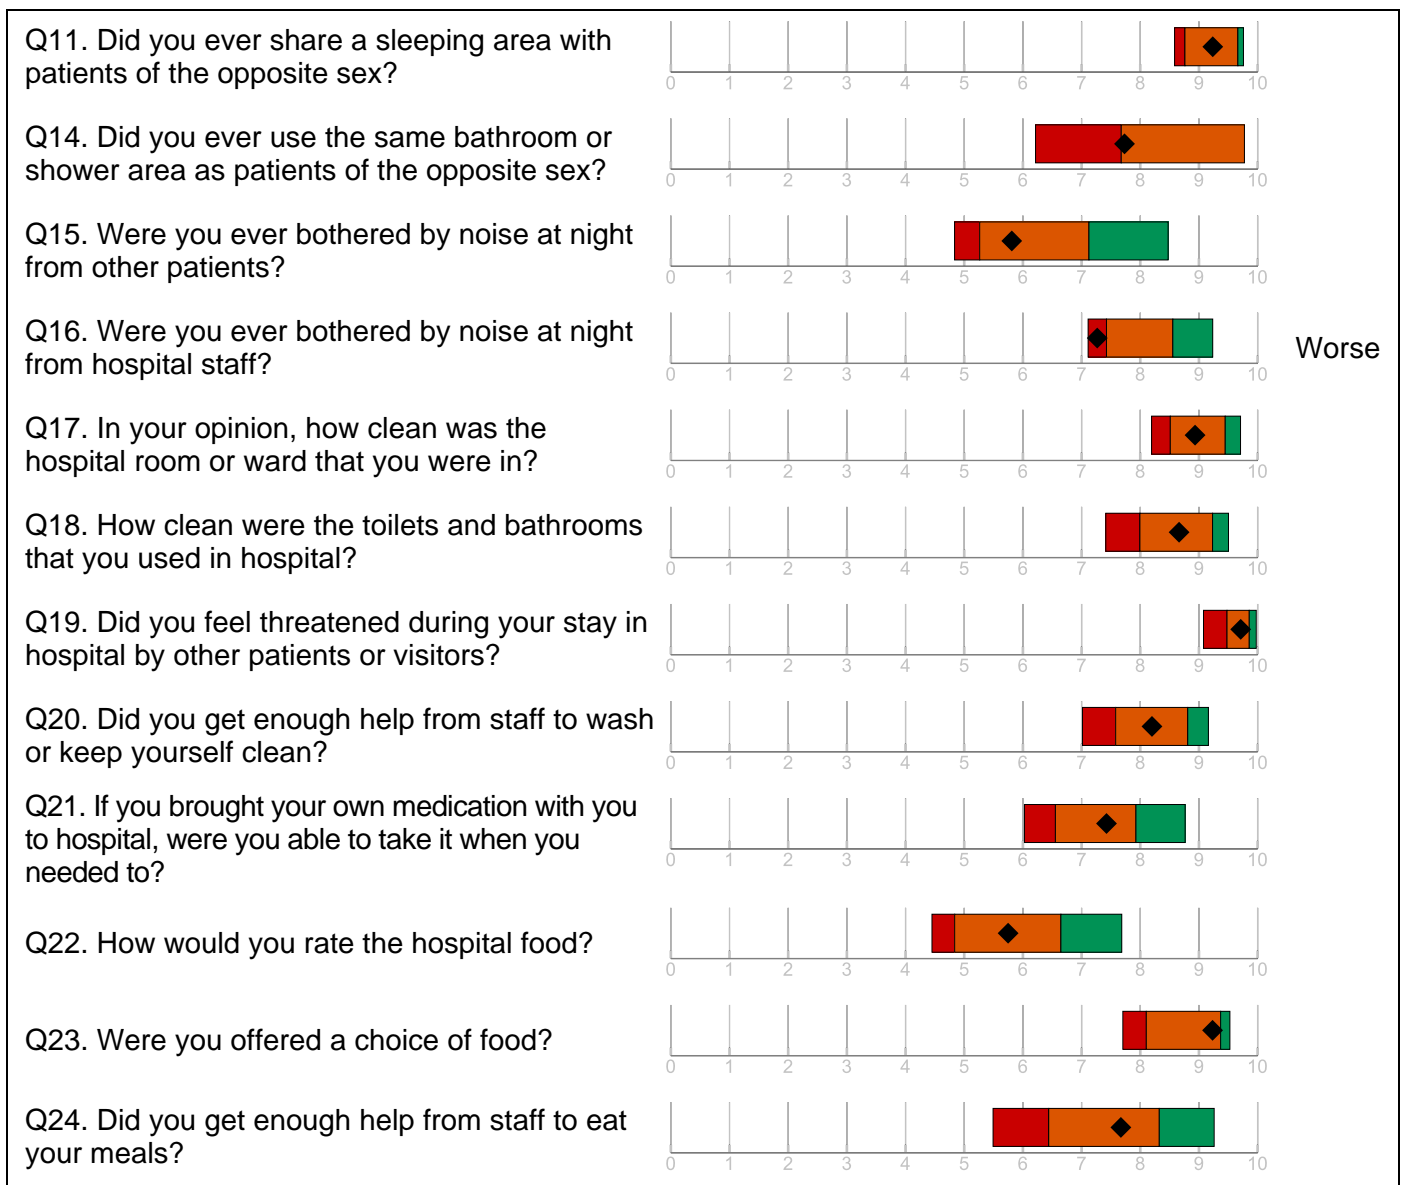 Q11. Did you ever share a sleeping area with
patients of the opposite sex?
0 1 2 3 4 5 6 7 8 9 10
Q14. Did you ever use the same bathroom or
shower area as patients of the opposite sex?
0 1 2 3 4 5 6 7 8 9 10
Q15. Were you ever bothered by noise at night
from other patients?
0 1 2 3 4 5 6 7 8 9 10
Q16. Were you ever bothered by noise at night
from hospital staff?
Worse
0 1 2 3 4 5 6 7 8 9 10
Q17. In your opinion, how clean was the
hospital room or ward that you were in?
0 1 2 3 4 5 6 7 8 9 10
Q18. How clean were the toilets and bathrooms
that you used in hospital?
0 1 2 3 4 5 6 7 8 9 10
Q19. Did you feel threatened during your stay in
hospital by other patients or visitors?
0 1 2 3 4 5 6 7 8 9 10
Q20. Did you get enough help from staff to wash
or keep yourself clean?
0 1 2 3 4 5 6 7 8 9 10
Q21. If you brought your own medication with you
to hospital, were you able to take it when you
needed to?
0 1 2 3 4 5 6 7 8 9 10
Q22. How would you rate the hospital food?
0 1 2 3 4 5 6 7 8 9 10
Q23. Were you offered a choice of food?
0 1 2 3 4 5 6 7 8 9 10
Q24. Did you get enough help from staff to eat
your meals?
0 1 2 3 4 5 6 7 8 9 10